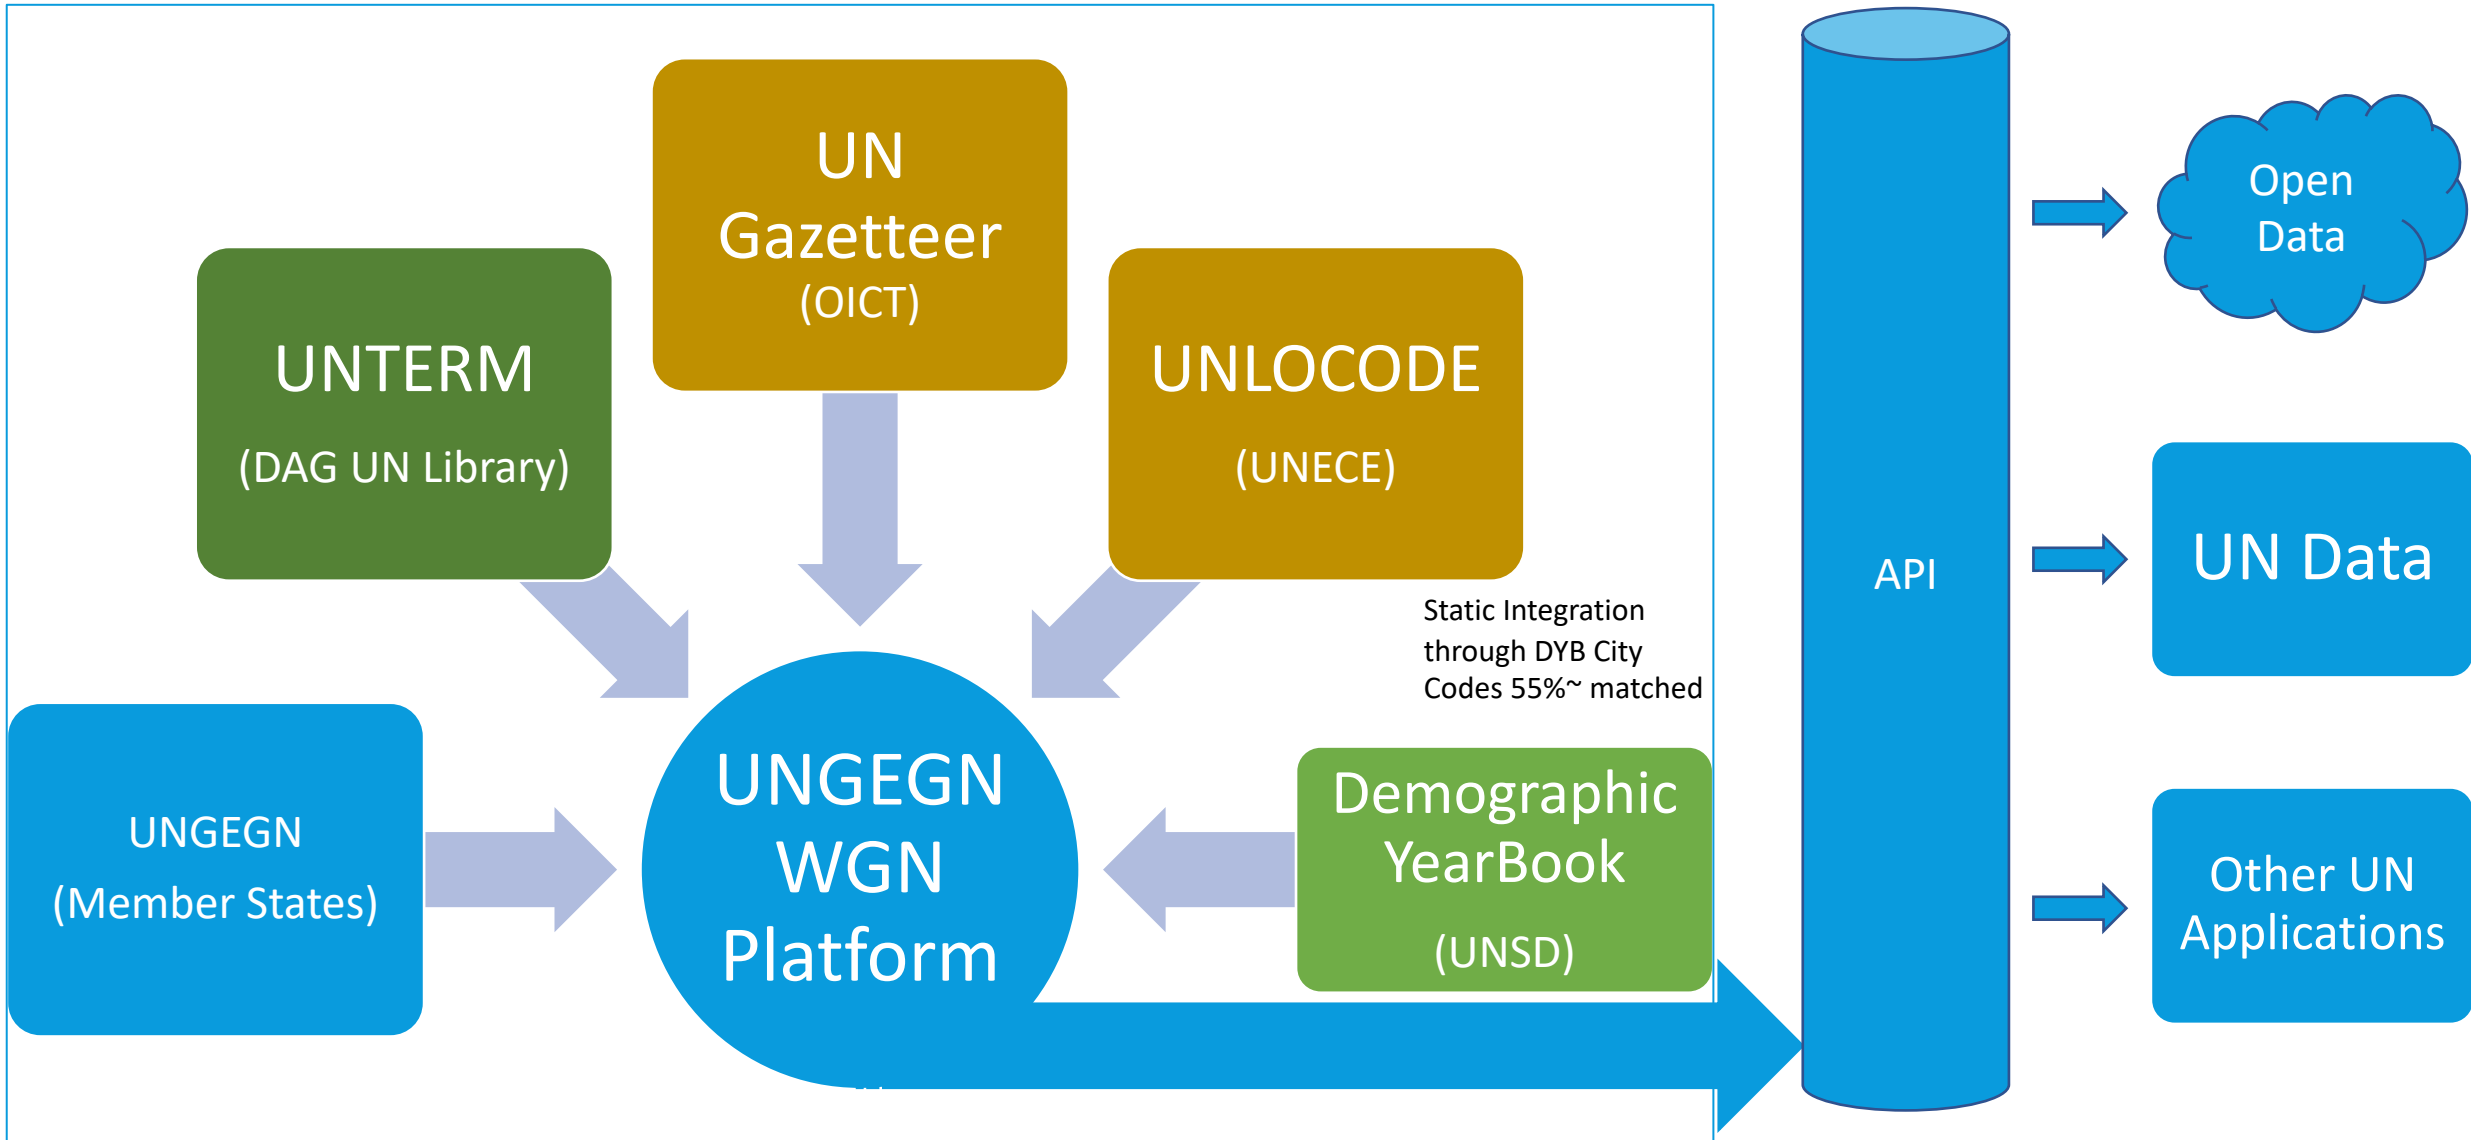 UN
Gazetteer
(OICT)
UNTERM
(DAG UN Library)
UNLOCODE
(UNECE)
Static Integration
through DYB City
Codes 55%~ matched
UNGEGN
(Member States)
UNGEGN
WGN
Platform
Demographic
YearBook
(UNSD)
API
Open
Data
UN Data
Other UN
Applications